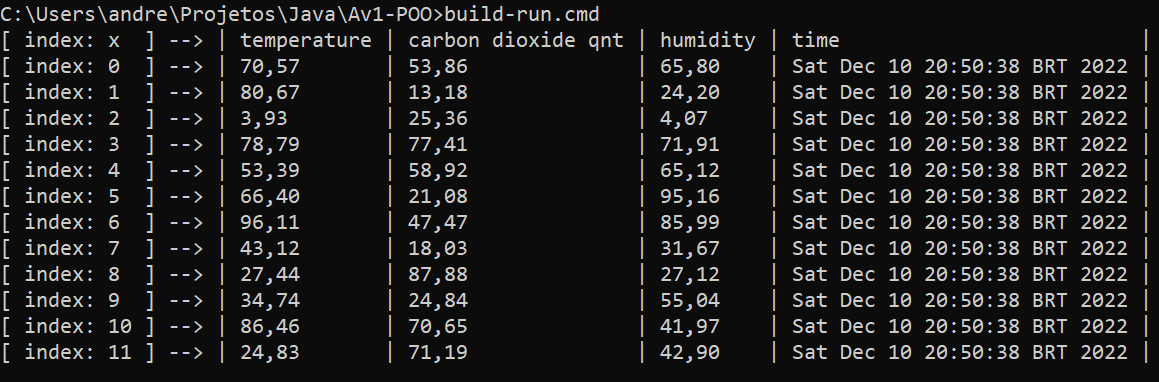 C:\Users\andre\Projetos\Java\Av1-POO>build-run.cmd
[ index: x  ] --> | temperature | carbon dioxide qnt | humidity | time                         |
[ index: 0  ] --> | 70,57       | 53,86              | 65,80    | Sat Dec 10 20:50:38 BRT 2022 |
[ index: 1  ] --> | 80,67       | 13,18              | 24,20    | Sat Dec 10 20:50:38 BRT 2022 |
[ index: 2  ] --> | 3,93        | 25,36              | 4,07     | Sat Dec 10 20:50:38 BRT 2022 |
[ index: 3  ] --> | 78,79       | 77,41              | 71,91    | Sat Dec 10 20:50:38 BRT 2022 |
[ index: 4  ] --> | 53,39       | 58,92              | 65,12    | Sat Dec 10 20:50:38 BRT 2022 |
[ index: 5  ] --> | 66,40       | 21,08              | 95,16    | Sat Dec 10 20:50:38 BRT 2022 |
[ index: 6  ] --> | 96,11       | 47,47              | 85,99    | Sat Dec 10 20:50:38 BRT 2022 |
[ index: 7  ] --> | 43,12       | 18,03              | 31,67    | Sat Dec 10 20:50:38 BRT 2022 |
[ index: 8  ] --> | 27,44       | 87,88              | 27,12    | Sat Dec 10 20:50:38 BRT 2022 |
[ index: 9  ] --> | 34,74       | 24,84              | 55,04    | Sat Dec 10 20:50:38 BRT 2022 |
[ index: 10 ] --> | 86,46       | 70,65              | 41,97    | Sat Dec 10 20:50:38 BRT 2022 |
[ index: 11 ] --> | 24,83       | 71,19              | 42,90    | Sat Dec 10 20:50:38 BRT 2022 |